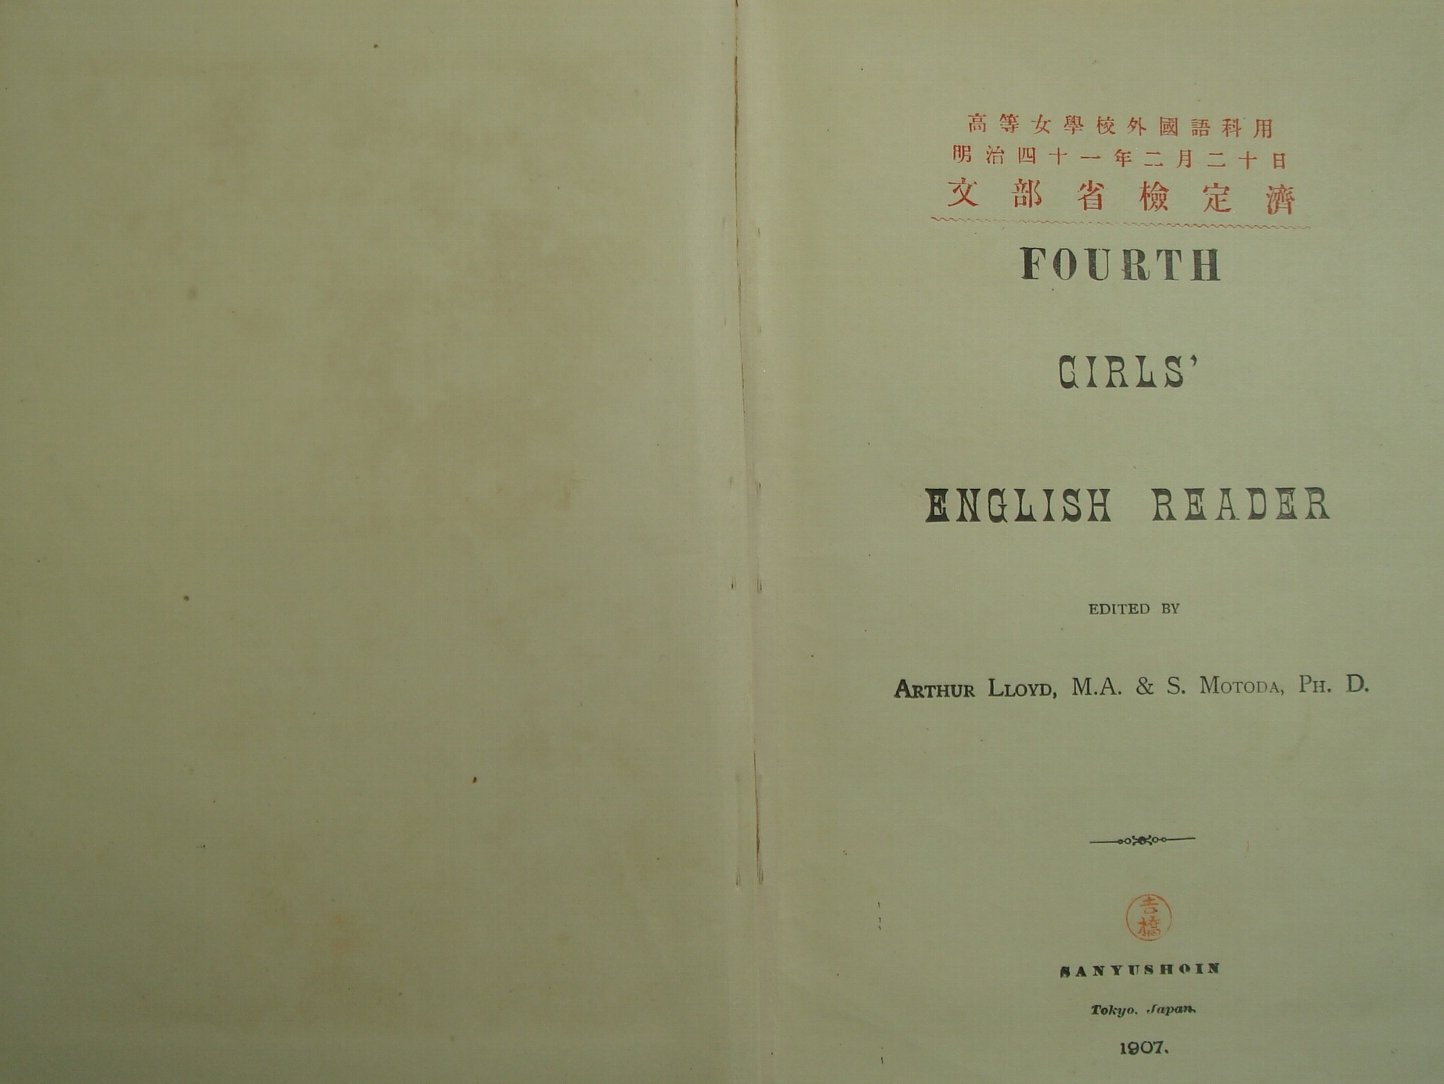 高等女學校外國語科用
明治四十一年二月二十日
文部省檢定濟
FOURTH
GIRLS'
ENGLISH READER
EDITED BY
ARTHUR LLOYD, M.A. & S. MOTODA, PH. D.
吉橋
SANYUSHOIN
Tokyo, Japan.
1907.